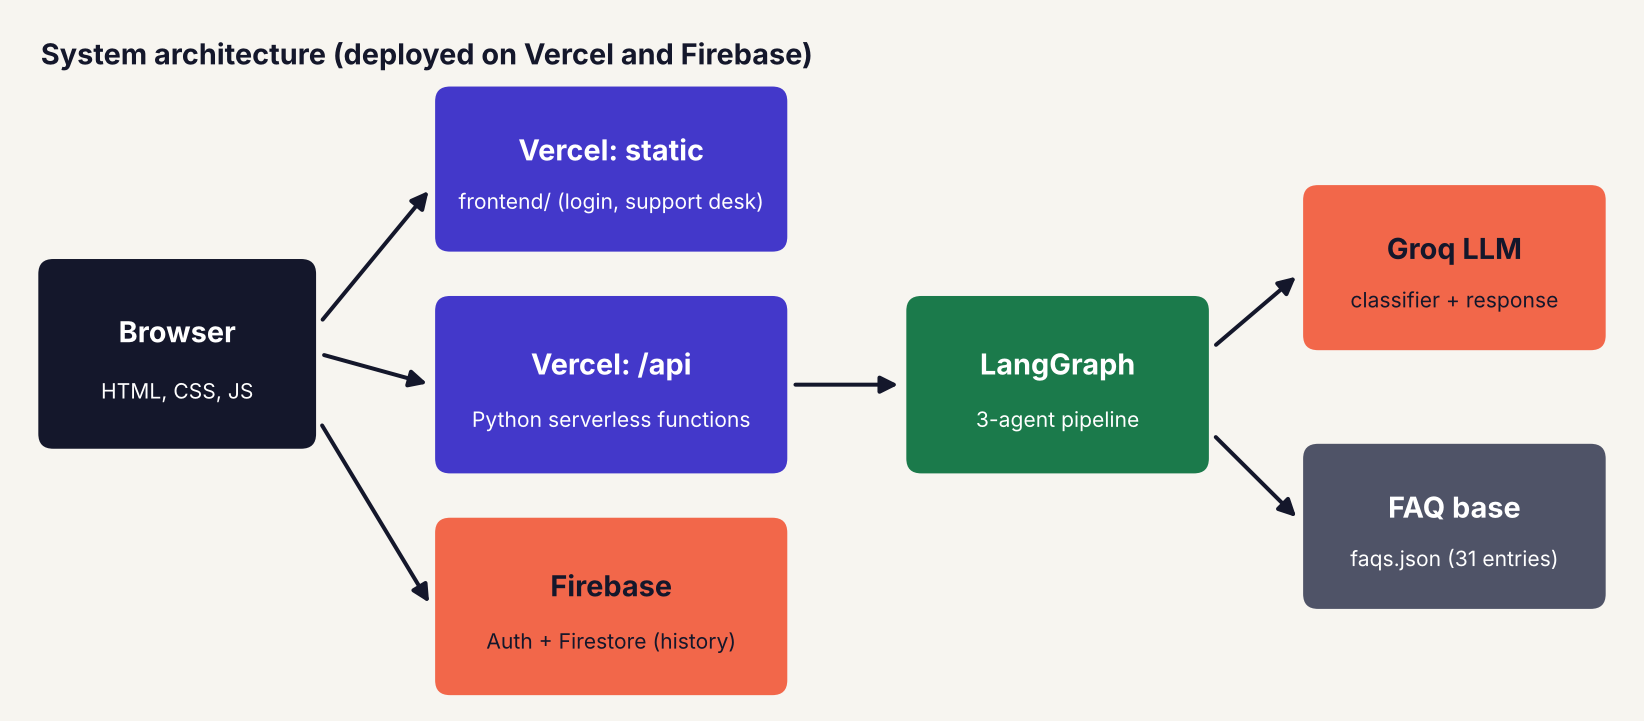 System architecture (deployed on Vercel and Firebase)
Vercel: static
frontend/ (login, support desk)
Browser
HTML, CSS, JS
Vercel: /api
Python serverless functions
Firebase
Auth + Firestore (history)
LangGraph
3-agent pipeline
Groq LLM
classifier + response
FAQ base
faqs.json (31 entries)